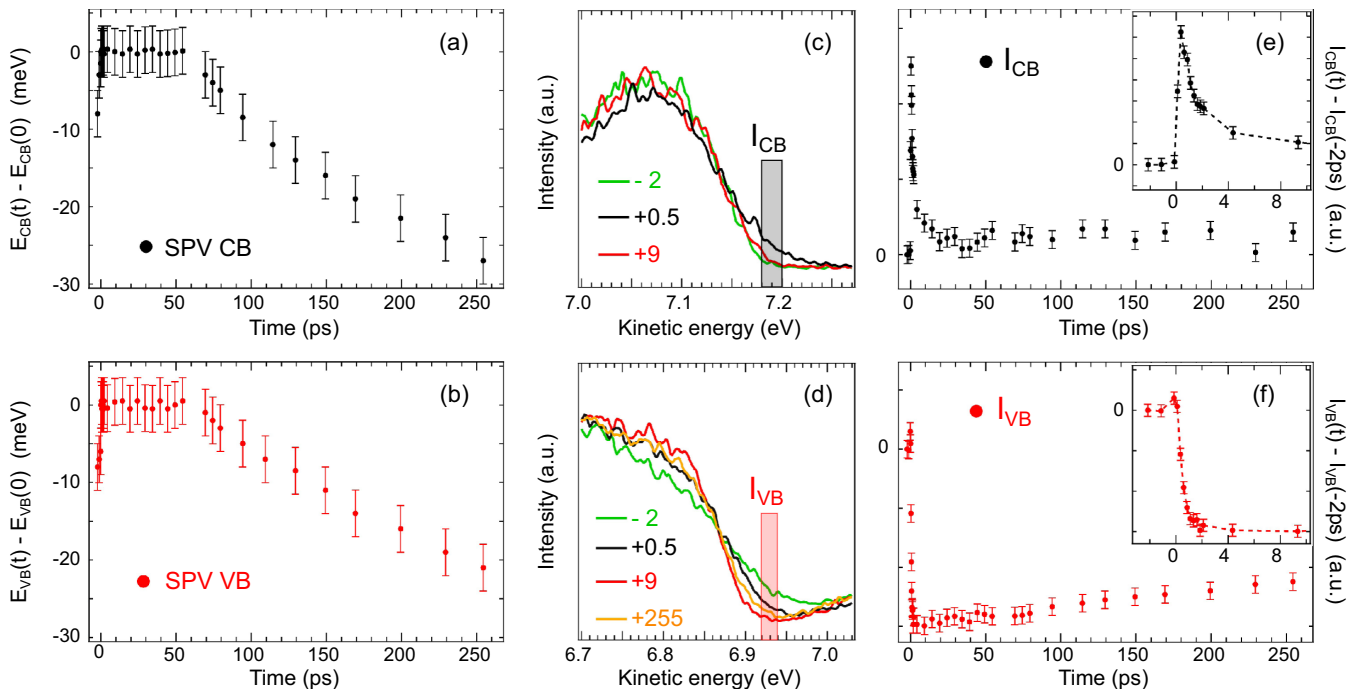 E_CB(t) - E_CB(0) (meV)
0
-10
-20
-30
(a)
SPV CB
0 50 100 150 200 250
Time (ps)
Intensity (a.u.)
(c)
I_CB
- 2
+0.5
+9
7.0 7.1 7.2
Kinetic energy (eV)
0
I_CB
(e)
0
0 4 8
0 50 100 150 200 250
Time (ps)
I_CB(t) - I_CB(-2ps) (a.u.)
E_VB(t) - E_VB(0) (meV)
0
-10
-20
-30
(b)
SPV VB
0 50 100 150 200 250
Time (ps)
Intensity (a.u.)
(d)
I_VB
- 2
+0.5
+9
+255
6.7 6.8 6.9 7.0
Kinetic energy (eV)
0
I_VB
(f)
0
0 4 8
0 50 100 150 200 250
Time (ps)
I_VB(t) - I_VB(-2ps) (a.u.)